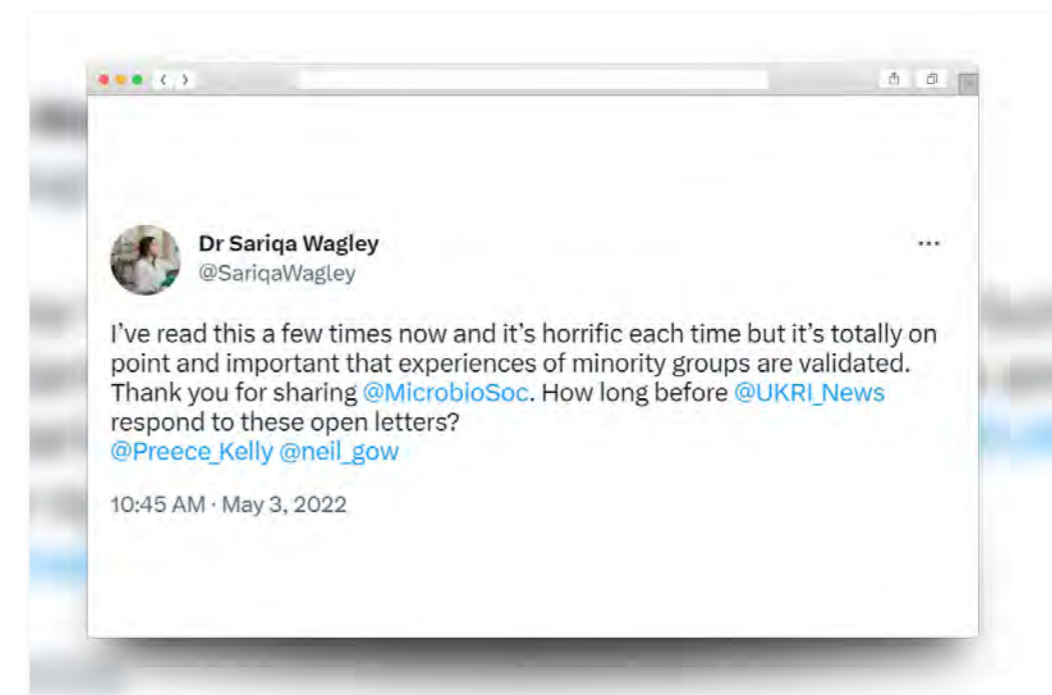 Dr Sariqa Wagley
@SariqaWagley
I've read this a few times now and it's horrific each time but it's totally on
point and important that experiences of minority groups are validated.
Thank you for sharing @MicrobioSoc. How long before @UKRI_News
respond to these open letters?
@Preece_Kelly @neil_gow
10:45 AM · May 3, 2022